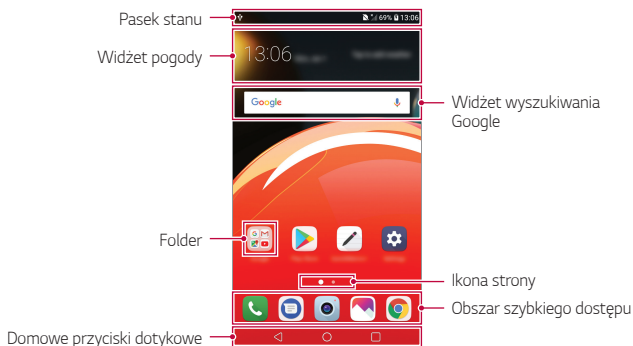 Pasek stanu
69% 13:06
Widżet pogody
13:06
Google
Widżet wyszukiwania
Google
Folder
Ikona strony
Obszar szybkiego dostępu
Domowe przyciski dotykowe